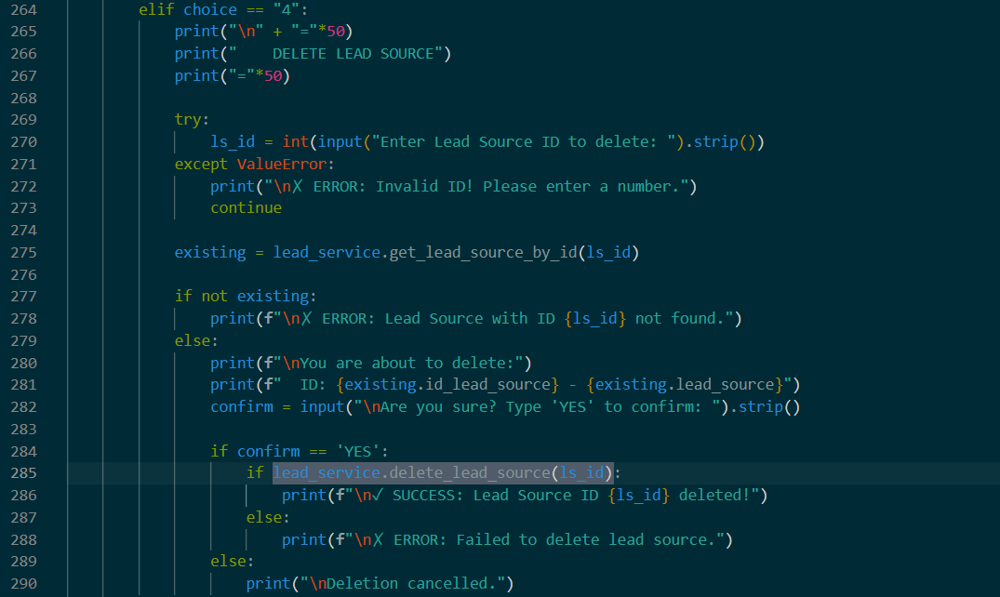 264 elif choice == "4":
265 print("\n" + "="*50)
266 print("    DELETE LEAD SOURCE")
267 print("="*50)
268
269 try:
270 ls_id = int(input("Enter Lead Source ID to delete: ").strip())
271 except ValueError:
272 print("\n✗ ERROR: Invalid ID! Please enter a number.")
273 continue
274
275 existing = lead_service.get_lead_source_by_id(ls_id)
276
277 if not existing:
278 print(f"\n✗ ERROR: Lead Source with ID {ls_id} not found.")
279 else:
280 print(f"\nYou are about to delete:")
281 print(f"  ID: {existing.id_lead_source} - {existing.lead_source}")
282 confirm = input("\nAre you sure? Type 'YES' to confirm: ").strip()
283
284 if confirm == 'YES':
285 if lead_service.delete_lead_source(ls_id):
286 print(f"\n✓ SUCCESS: Lead Source ID {ls_id} deleted!")
287 else:
288 print(f"\n✗ ERROR: Failed to delete lead source.")
289 else:
290 print("\nDeletion cancelled.")